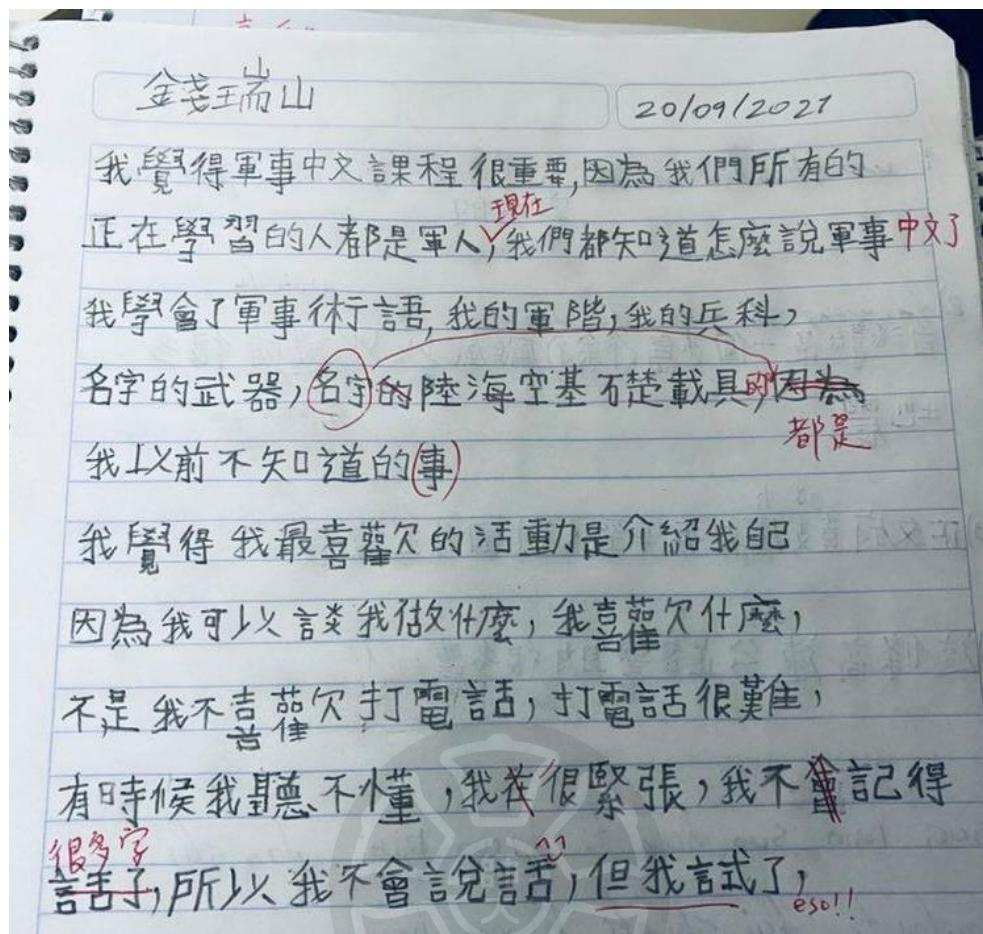 錢瑞山
20/09/2021
我覺得軍事中文課程很重要,因為我們所有的
現在
正在學習的人都是軍人,我們都知道怎麼說軍事中文了
我學會了軍事術語,我的軍階,我的兵科,
名字的武器,名字的陸海空基礎載具的,因為
都是
我以前不知道的(事)
我覺得我最喜歡的活動是介紹我自己
因為我可以談我做什麼,我喜歡什麼,
不是我不喜歡打電話,打電話很難,
有時候我聽不懂,我在很緊張,我不會記得
很多字
話了,所以我不會說話,但我試了,
eso!!